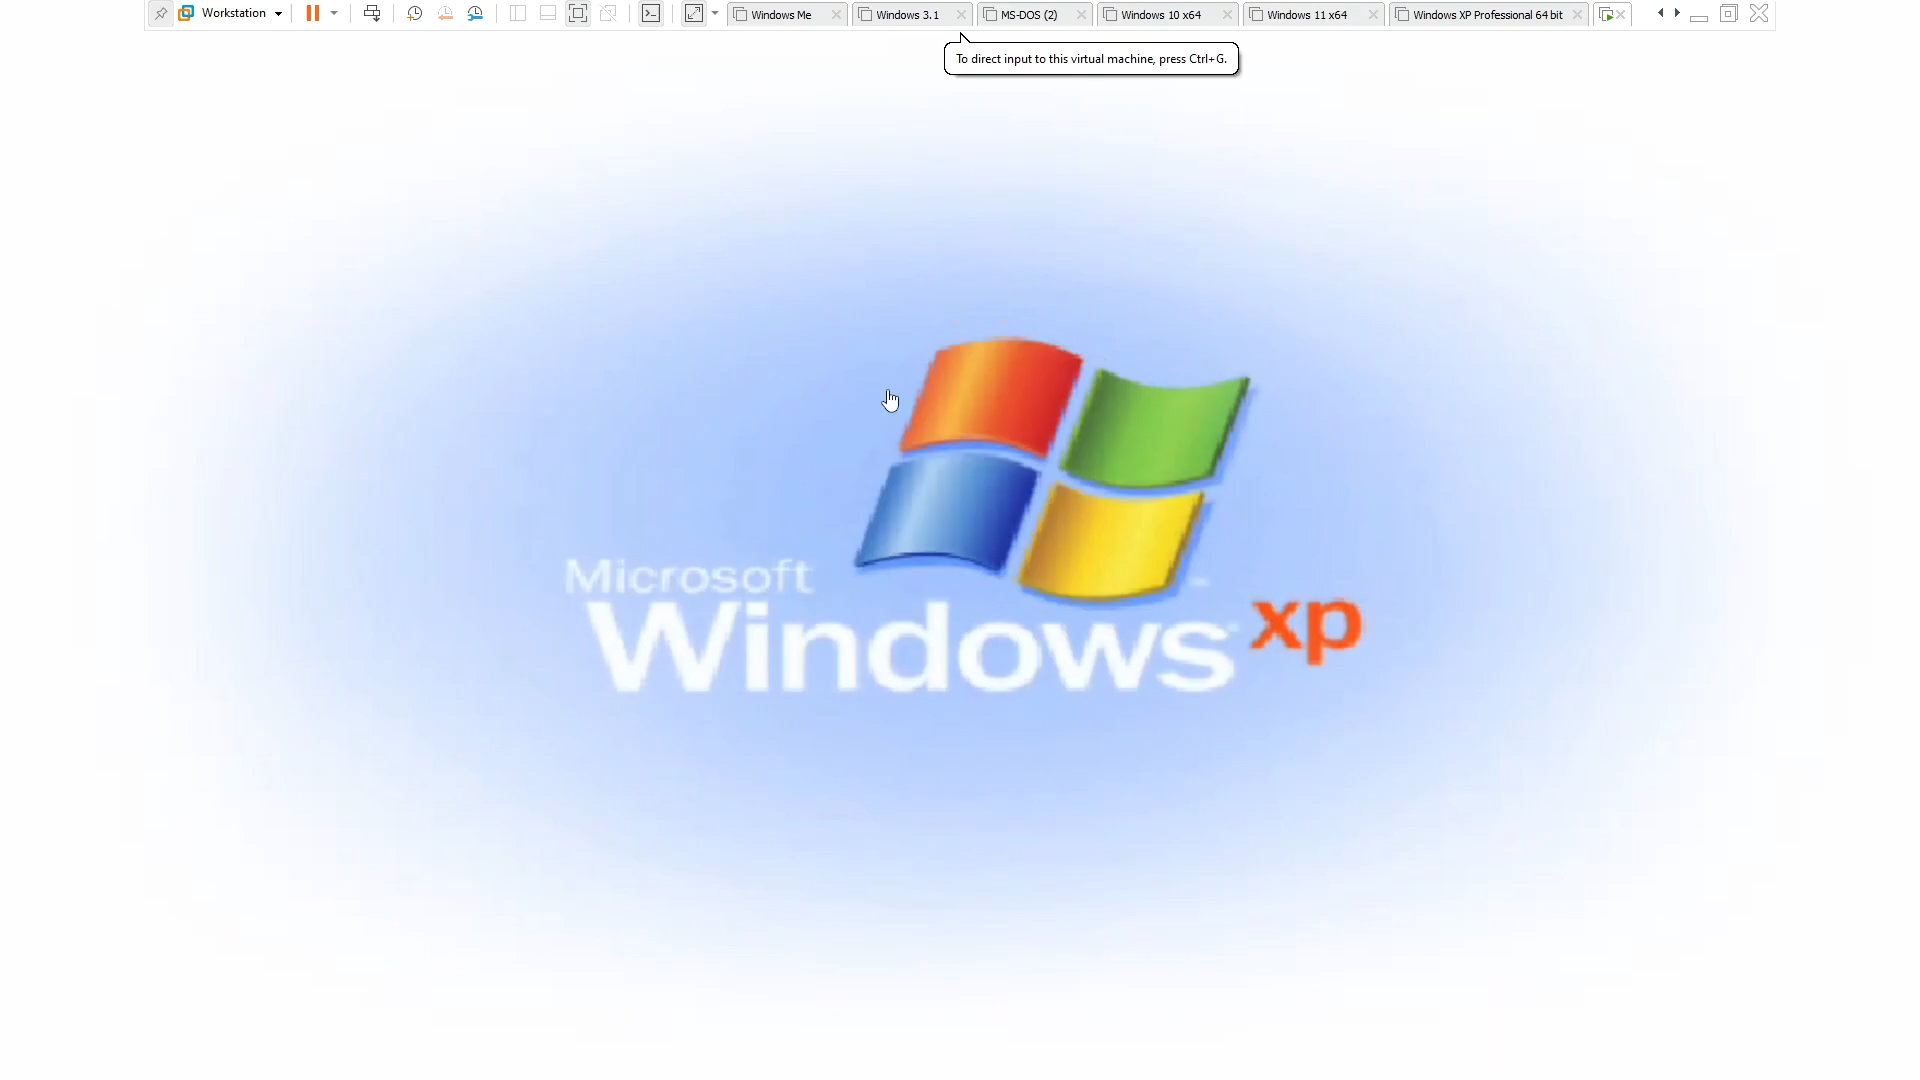 Workstation
Windows Me
Windows 3.1
MS-DOS (2)
Windows 10 x64
Windows 11 x64
Windows XP Professional 64 bit
To direct input to this virtual machine, press Ctrl+G.
Microsoft
Windows xp